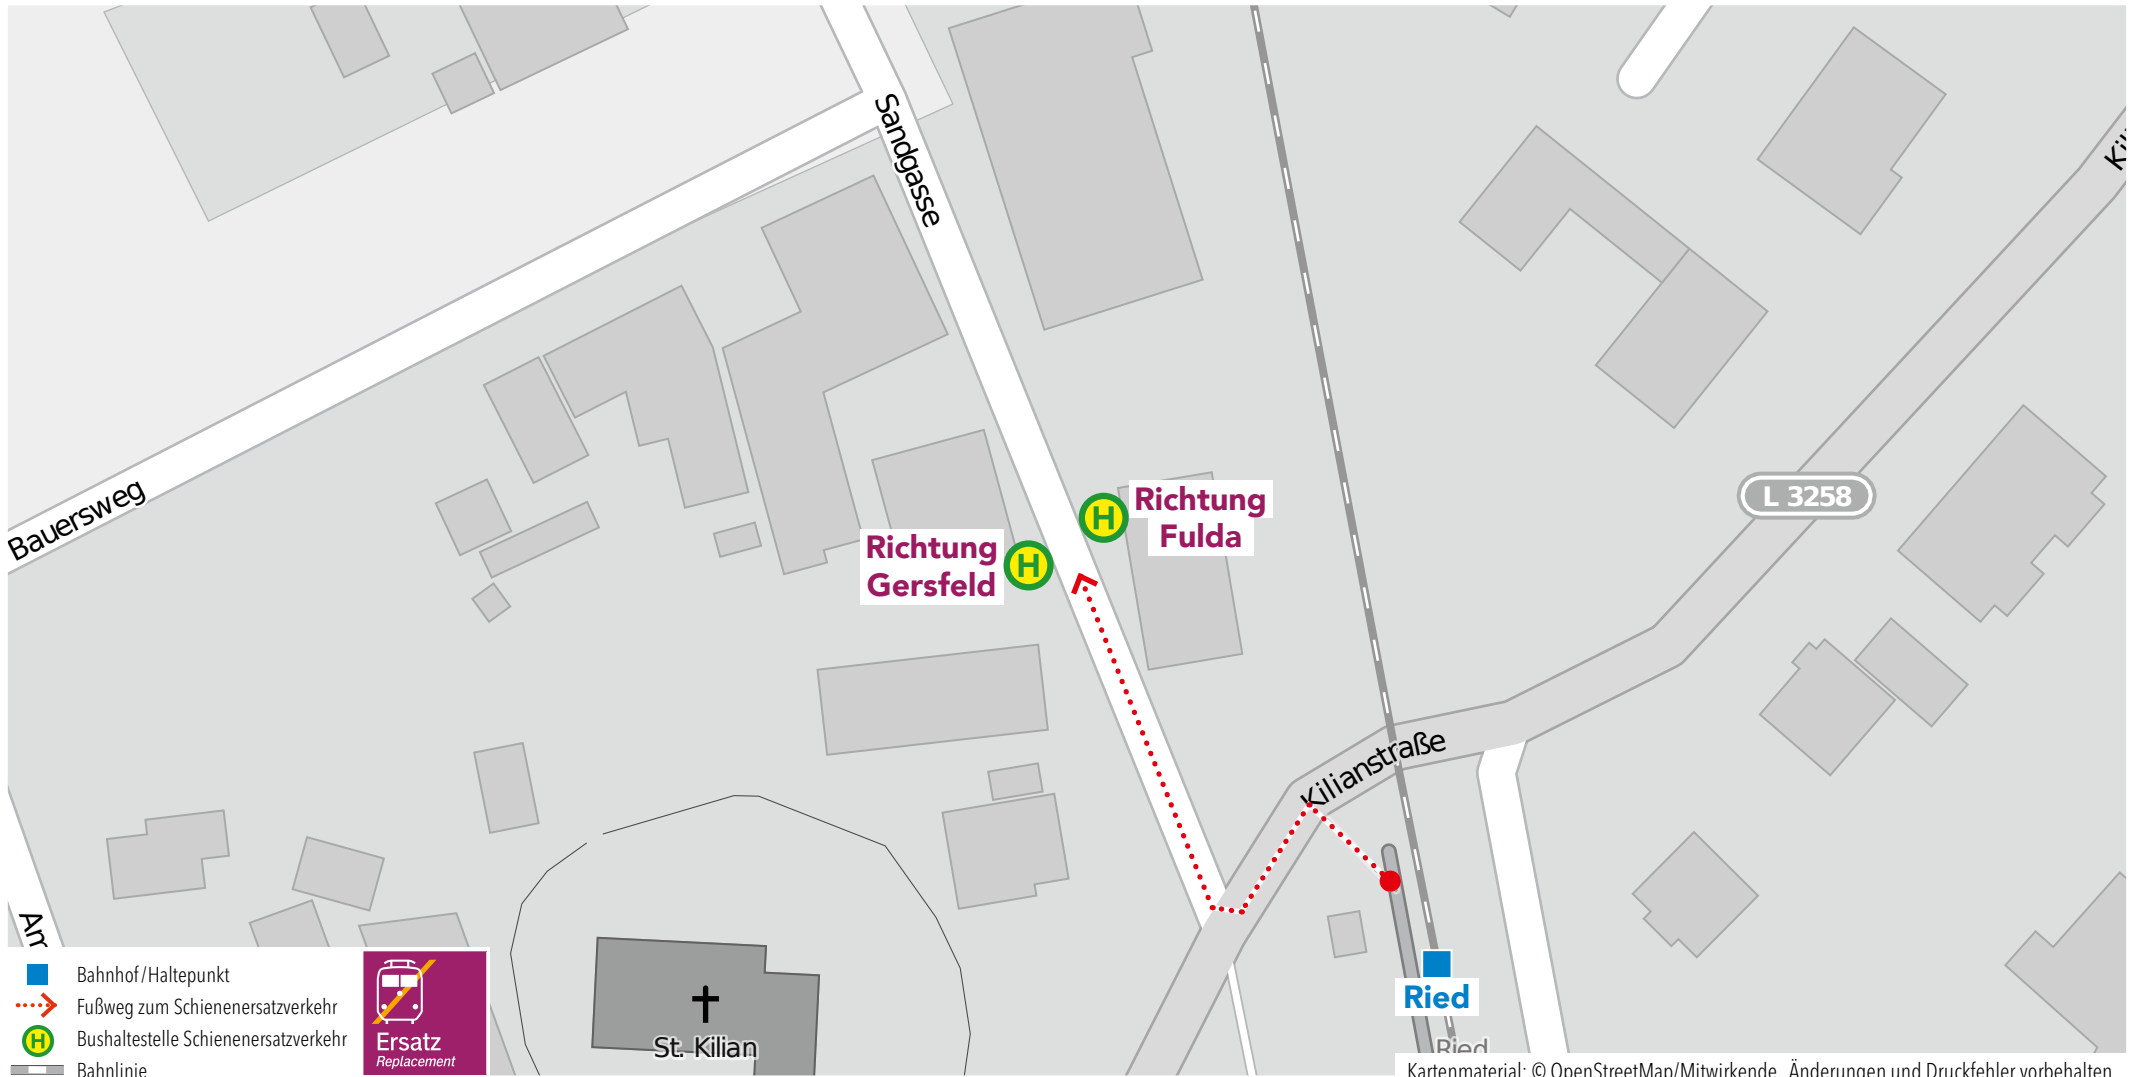 Sandgasse
Bauersweg
Richtung
Fulda
H
Richtung
Gersfeld
H
L 3258
Kilianstraße
Ried
Ried
St. Kilian
Bahnhof/Haltepunkt
Fußweg zum Schienenersatzverkehr
H
Bushaltestelle Schienenersatzverkehr
Bahnlinie
Ersatz
Replacement
Kartenmaterial: © OpenStreetMap/Mitwirkende, Änderungen und Druckfehler vorbehalten